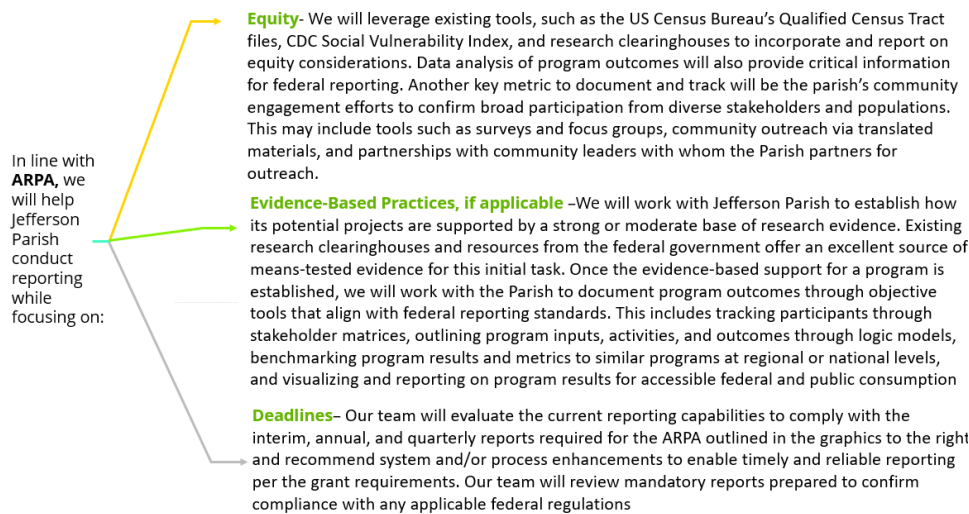 In line with
ARPA, we
will help
Jefferson
Parish
conduct
reporting
while
focusing on:
Equity- We will leverage existing tools, such as the US Census Bureau’s Qualified Census Tract
files, CDC Social Vulnerability Index, and research clearinghouses to incorporate and report on
equity considerations. Data analysis of program outcomes will also provide critical information
for federal reporting. Another key metric to document and track will be the parish’s community
engagement efforts to confirm broad participation from diverse stakeholders and populations.
This may include tools such as surveys and focus groups, community outreach via translated
materials, and partnerships with community leaders with whom the Parish partners for
outreach.
Evidence-Based Practices, if applicable –We will work with Jefferson Parish to establish how
its potential projects are supported by a strong or moderate base of research evidence. Existing
research clearinghouses and resources from the federal government offer an excellent source of
means-tested evidence for this initial task. Once the evidence-based support for a program is
established, we will work with the Parish to document program outcomes through objective
tools that align with federal reporting standards. This includes tracking participants through
stakeholder matrices, outlining program inputs, activities, and outcomes through logic models,
benchmarking program results and metrics to similar programs at regional or national levels,
and visualizing and reporting on program results for accessible federal and public consumption
Deadlines– Our team will evaluate the current reporting capabilities to comply with the
interim, annual, and quarterly reports required for the ARPA outlined in the graphics to the right
and recommend system and/or process enhancements to enable timely and reliable reporting
per the grant requirements. Our team will review mandatory reports prepared to confirm
compliance with any applicable federal regulations